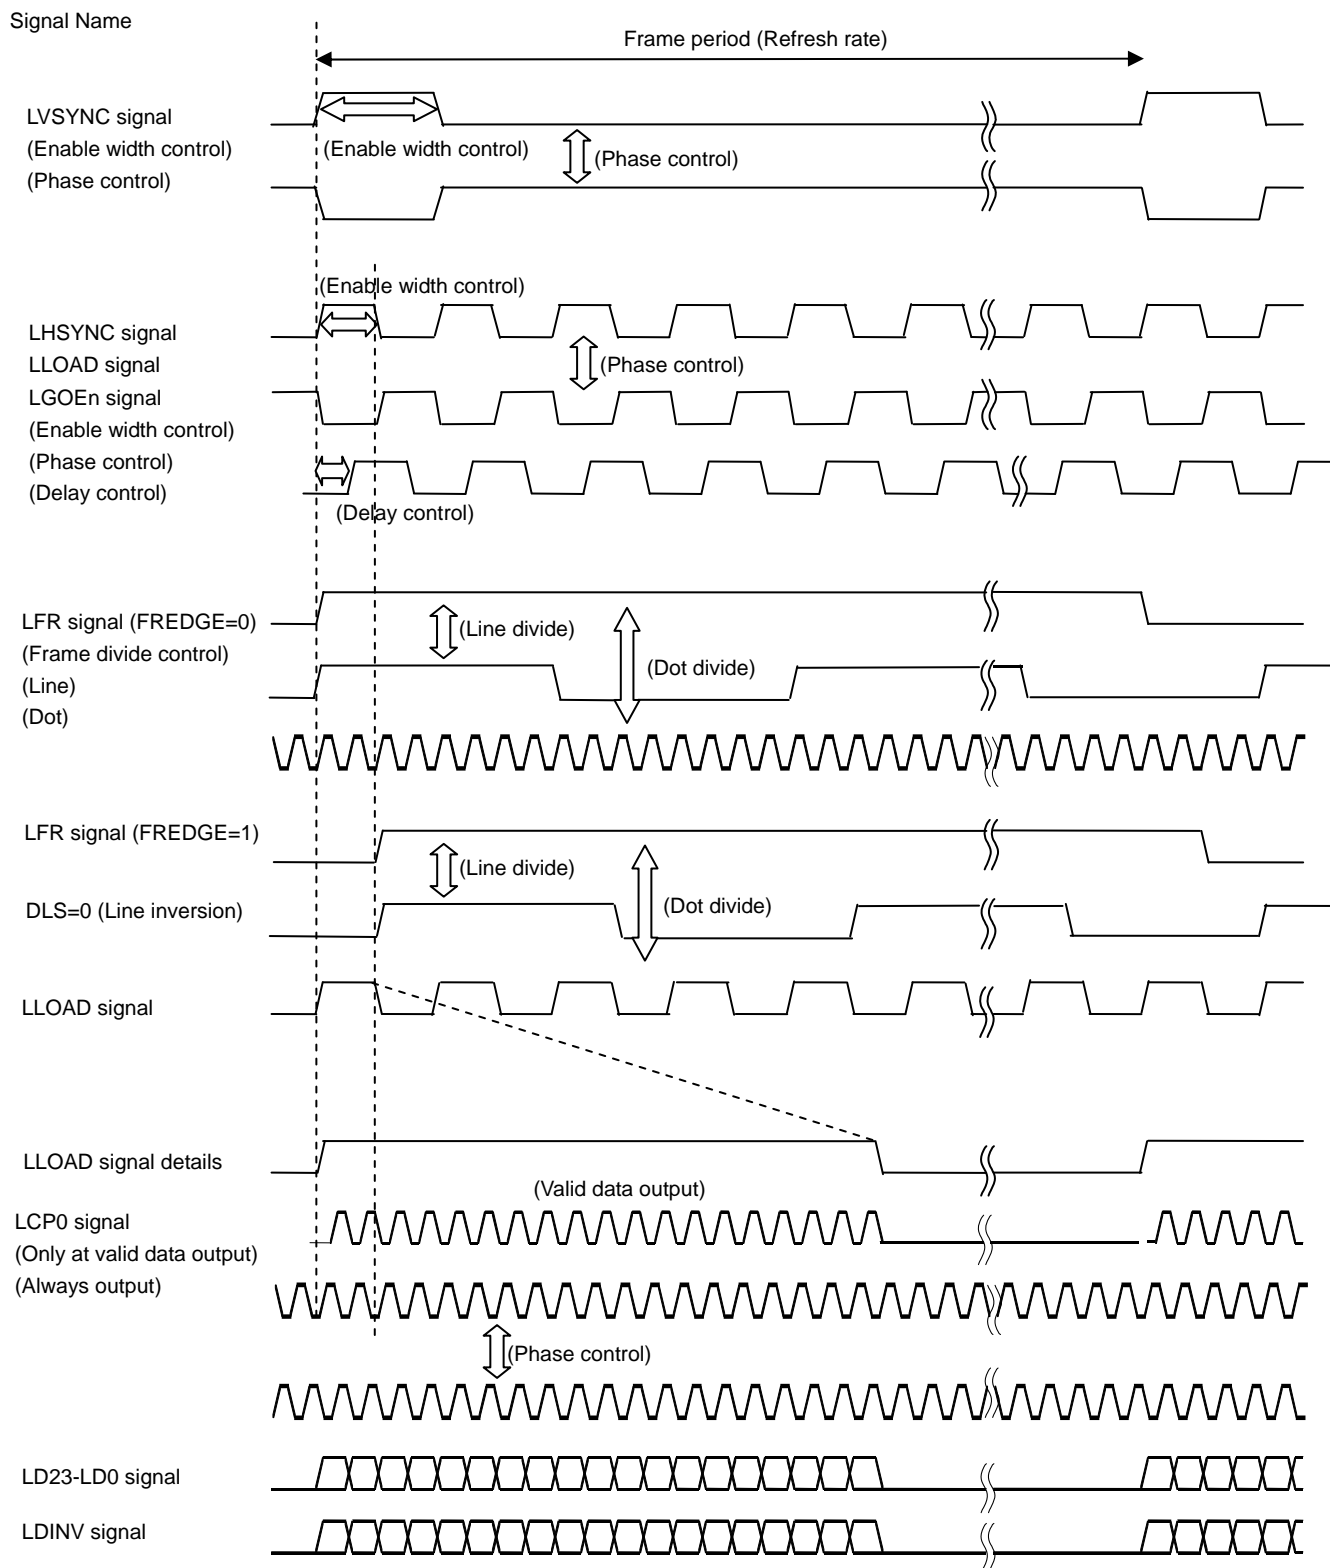 Signal Name
Frame period (Refresh rate)
LVSYNC signal
(Enable width control)
(Phase control)
(Enable width control)
(Phase control)
(Enable width control)
LHSYNC signal
LLOAD signal
LGOEn signal
(Enable width control)
(Phase control)
(Delay control)
(Phase control)
(Delay control)
LFR signal (FREDGE=0)
(Frame divide control)
(Line)
(Dot)
(Line divide)
(Dot divide)
LFR signal (FREDGE=1)
(Line divide)
DLS=0 (Line inversion)
(Dot divide)
LLOAD signal
LLOAD signal details
(Valid data output)
LCP0 signal
(Only at valid data output)
(Always output)
(Phase control)
LD23-LD0 signal
LDINV signal